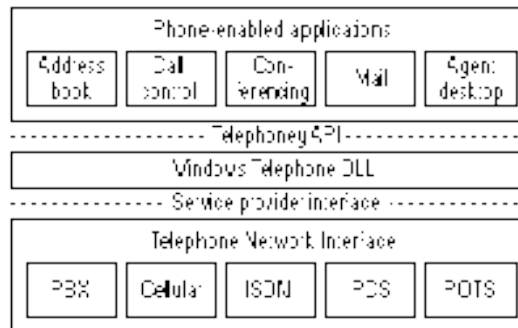 Phone-enabled applications
Address book
Call control
Con-ferencing
Mail
Agent desktop
Telephoney API
Windows Telephone DLL
Service provider interface
Telephone Network Interface
PBX
Cellular
ISDN
PCS
POTS